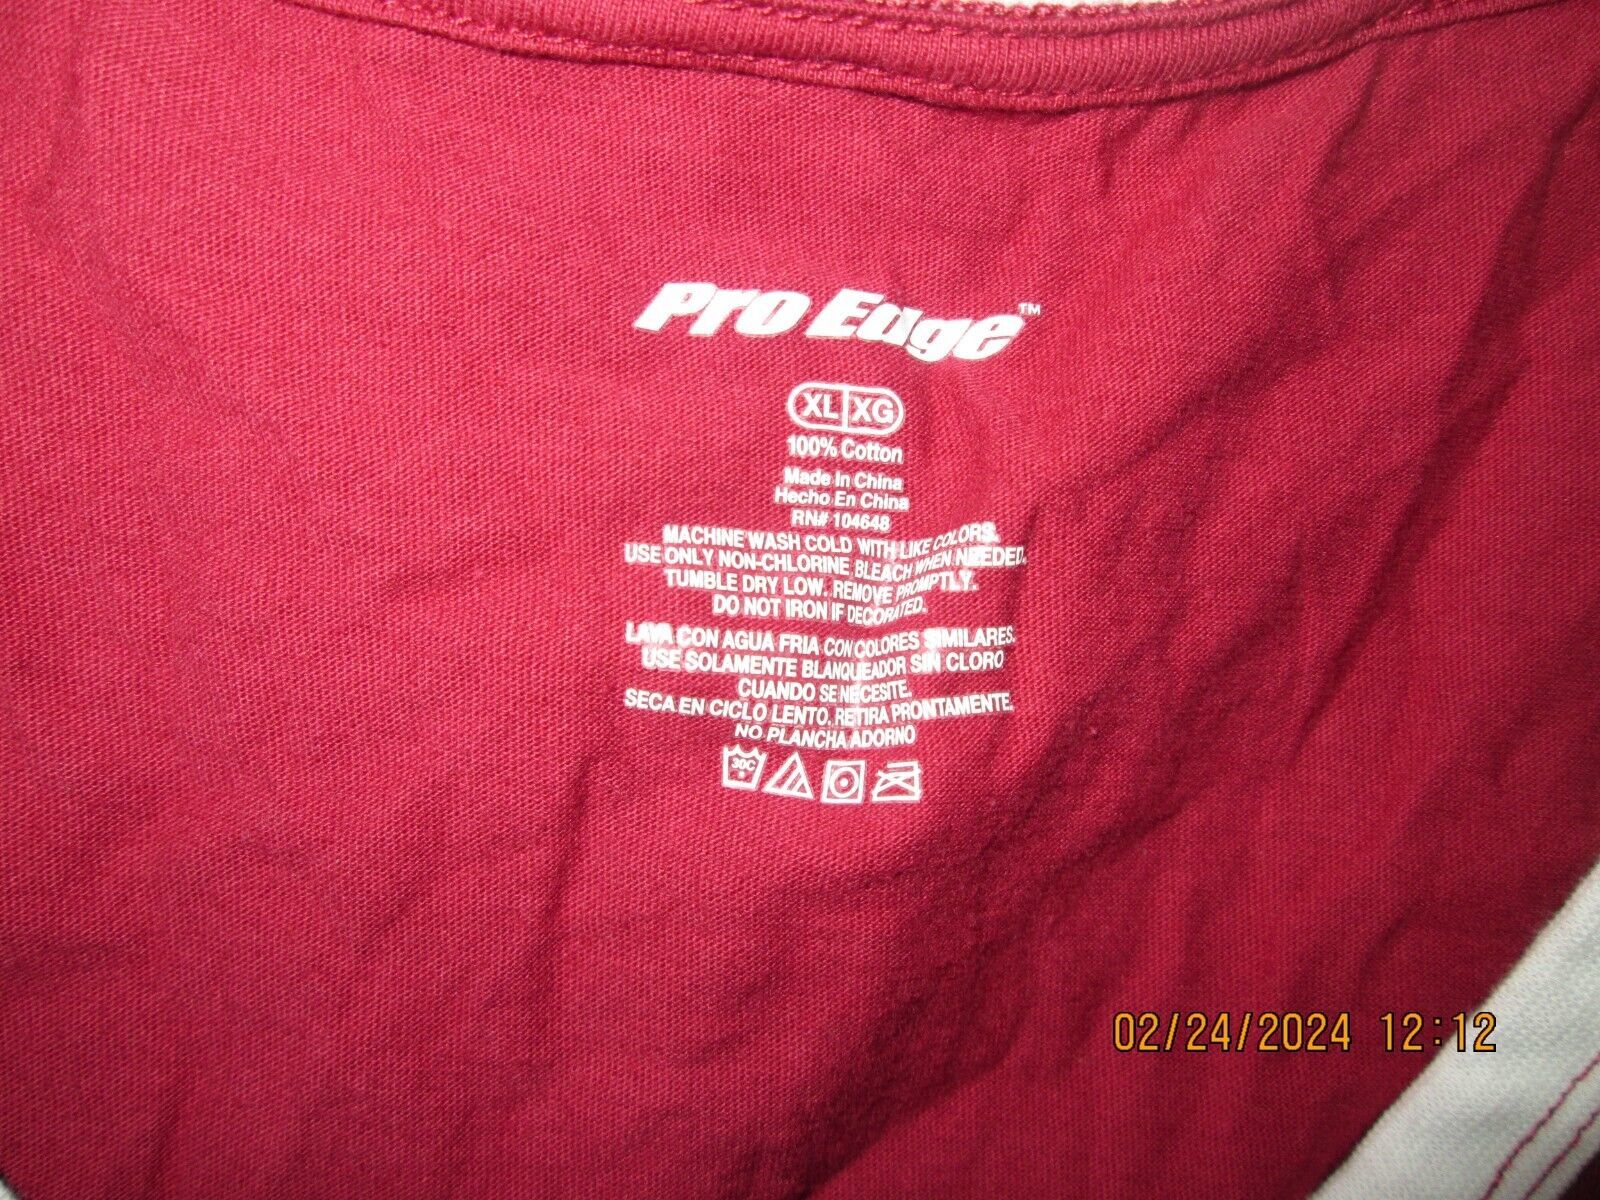 Pro Edge™
XL XG
100% Cotton
Made In China
Hecho En China
RN# 104648
MACHINE WASH COLD WITH LIKE COLORS.
USE ONLY NON-CHLORINE BLEACH WHEN NEEDED.
TUMBLE DRY LOW. REMOVE PROMPTLY.
DO NOT IRON IF DECORATED.
LAVA CON AGUA FRIA CON COLORES SIMILARES.
USE SOLAMENTE BLANQUEADOR SIN CLORO
CUANDO SE NECESITE.
SECA EN CICLO LENTO. RETIRA PRONTAMENTE.
NO PLANCHA ADORNO
30C
02/24/2024 12:12